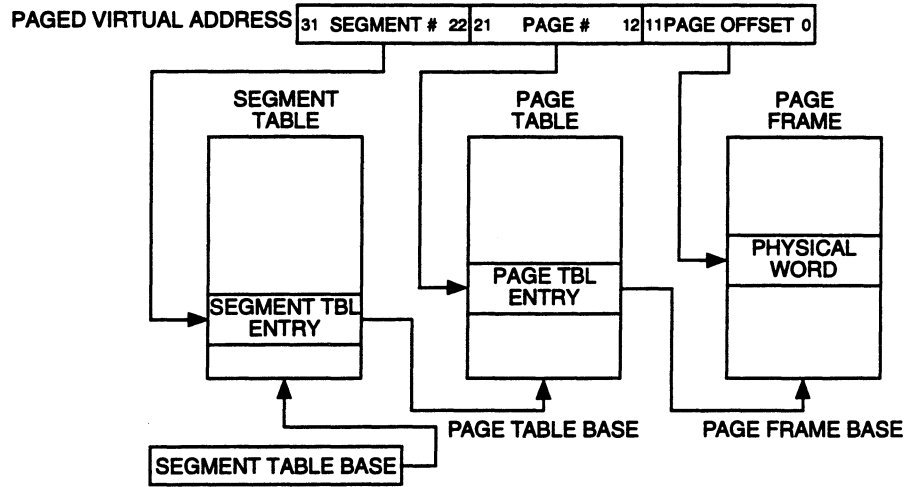 PAGED VIRTUAL ADDRESS 31 SEGMENT # 22 21 PAGE # 12 11 PAGE OFFSET 0
SEGMENT
TABLE
PAGE
TABLE
PAGE
FRAME
SEGMENT TBL
ENTRY
PAGE TBL
ENTRY
PHYSICAL
WORD
PAGE TABLE BASE
PAGE FRAME BASE
SEGMENT TABLE BASE